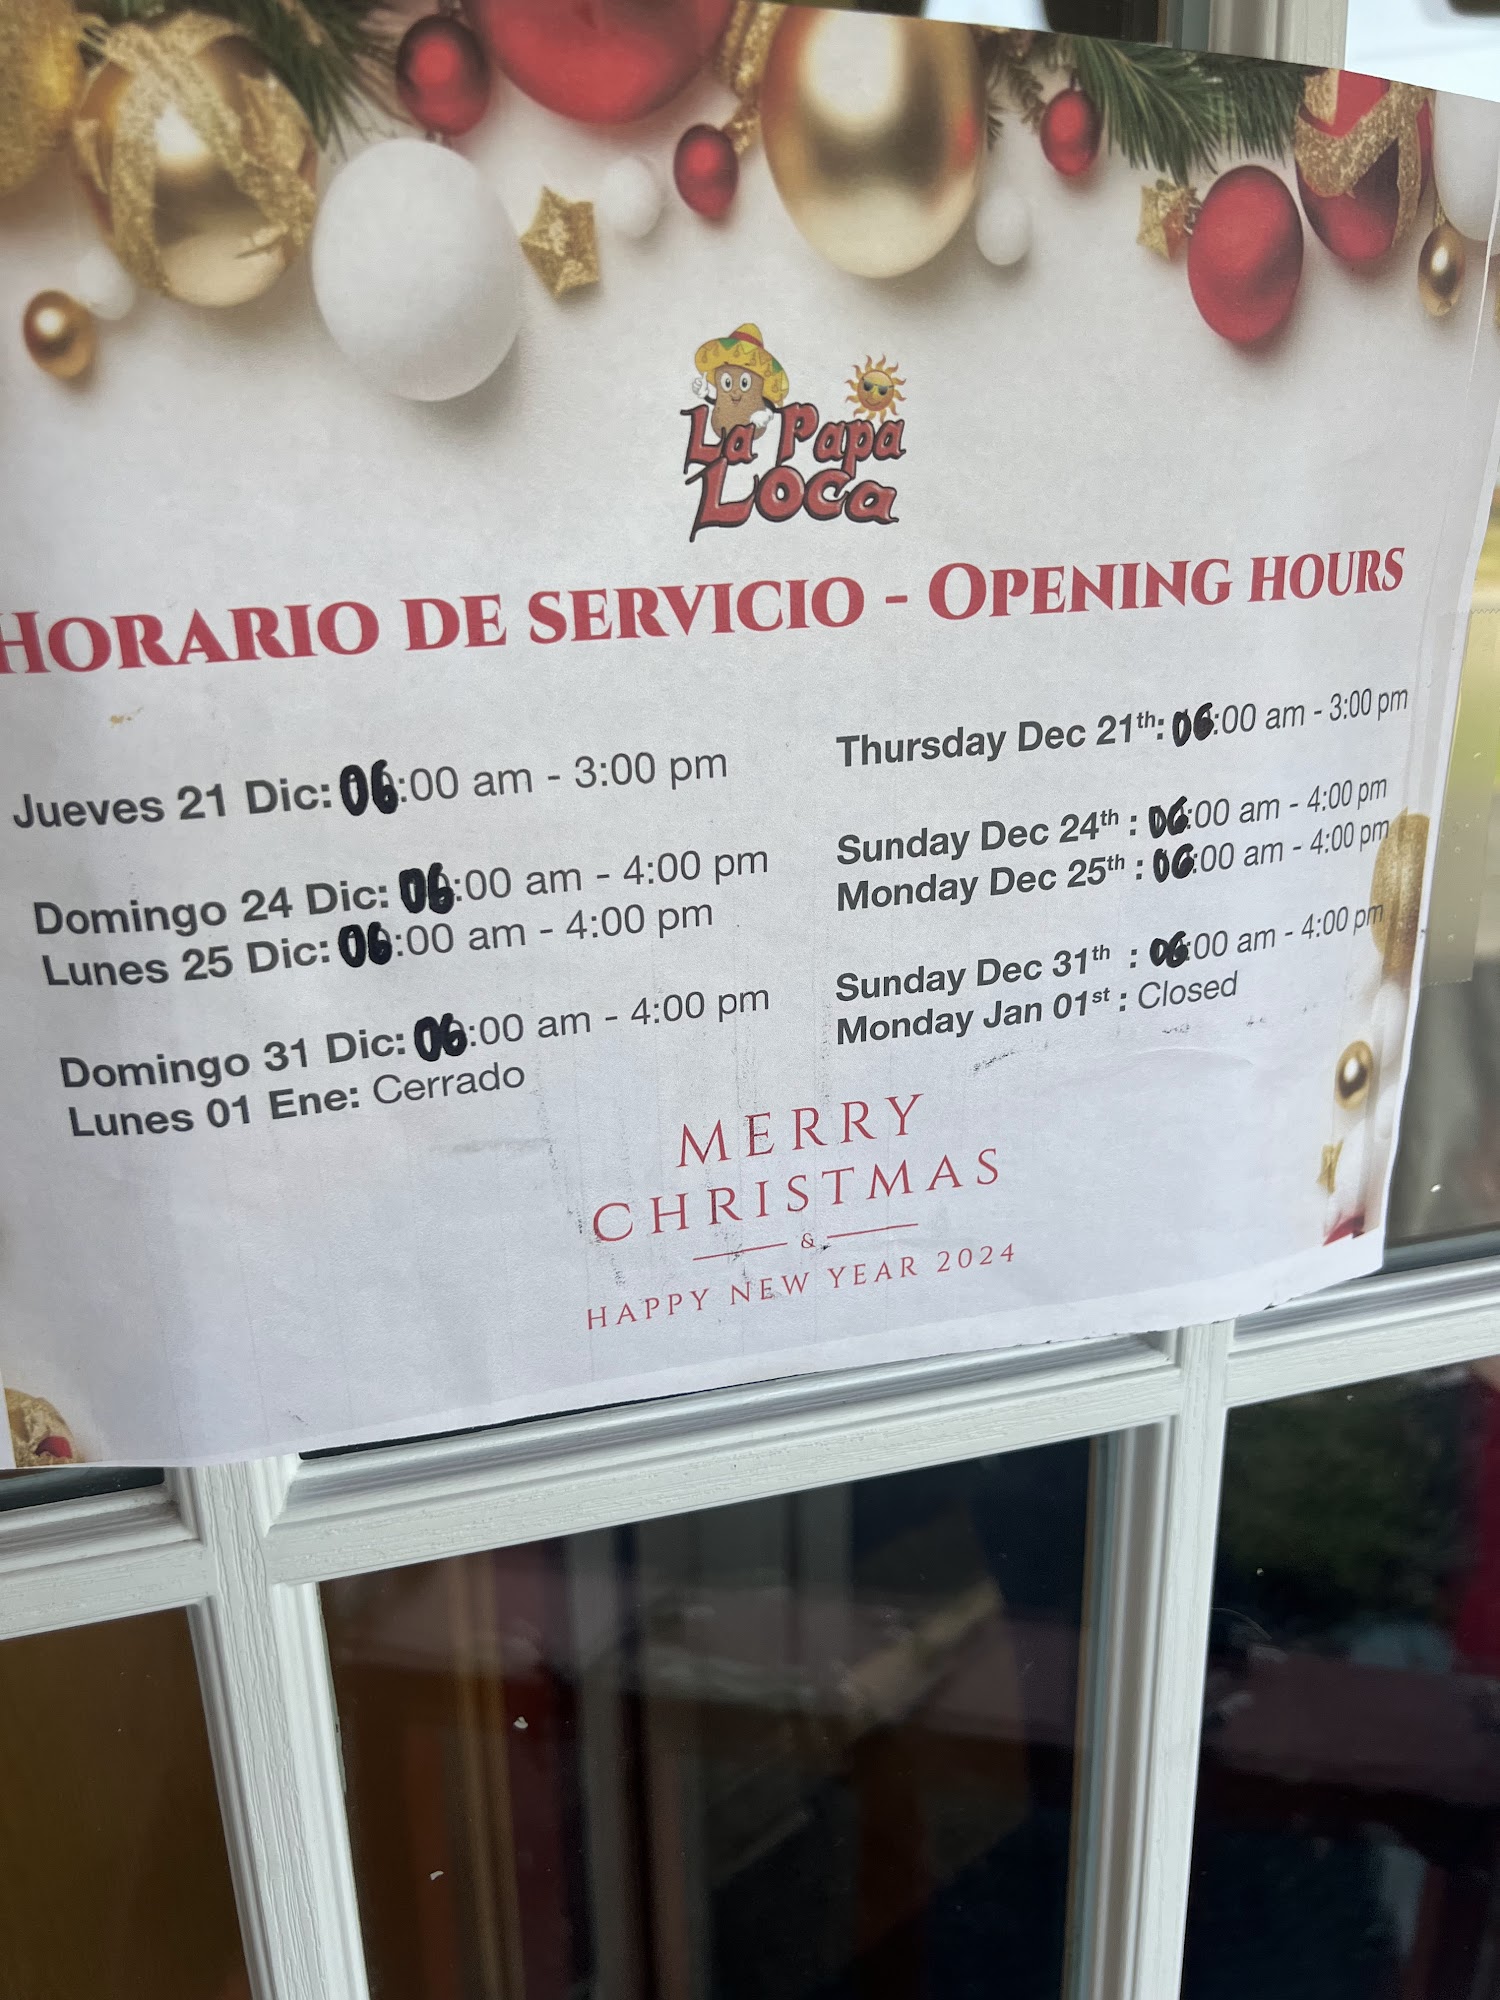 La Papa
Loca
HORARIO DE SERVICIO - OPENING HOURS
Jueves 21 Dic: 06:00 am - 3:00 pm
Domingo 24 Dic: 06:00 am - 4:00 pm
Lunes 25 Dic: 06:00 am - 4:00 pm
Domingo 31 Dic: 06:00 am - 4:00 pm
Lunes 01 Ene: Cerrado
Thursday Dec 21th: 06:00 am - 3:00 pm
Sunday Dec 24th : 06:00 am - 4:00 pm
Monday Dec 25th : 06:00 am - 4:00 pm
Sunday Dec 31th : 06:00 am - 4:00 pm
Monday Jan 01st : Closed
MERRY
CHRISTMAS
&
HAPPY NEW YEAR 2024